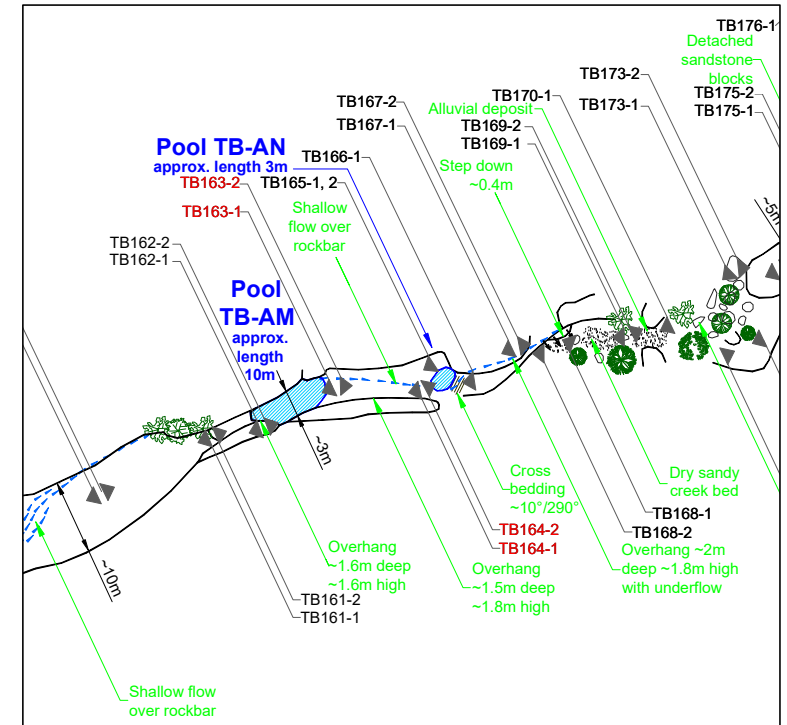 TB176-1
Detached
sandstone
blocks
TB173-2
TB175-2
TB173-1
TB175-1
TB170-1
TB167-2
Alluvial deposit
TB167-1
TB169-2
TB169-1
Pool TB-AN
approx. length 3m
TB166-1
Step down
~0.4m
TB163-2
TB165-1, 2
TB163-1
Shallow
flow over
rockbar
~5m
TB162-2
TB162-1
Pool
TB-AM
approx.
length
10m
~3m
Cross
bedding
~10°/290°
Dry sandy
creek bed
TB168-1
TB168-2
TB164-2
TB164-1
Overhang
~1.6m deep
~1.6m high
Overhang
~1.5m deep
~1.8m high
Overhang ~2m
deep ~1.8m high
with underflow
~10m
TB161-2
TB161-1
Shallow flow
over rockbar